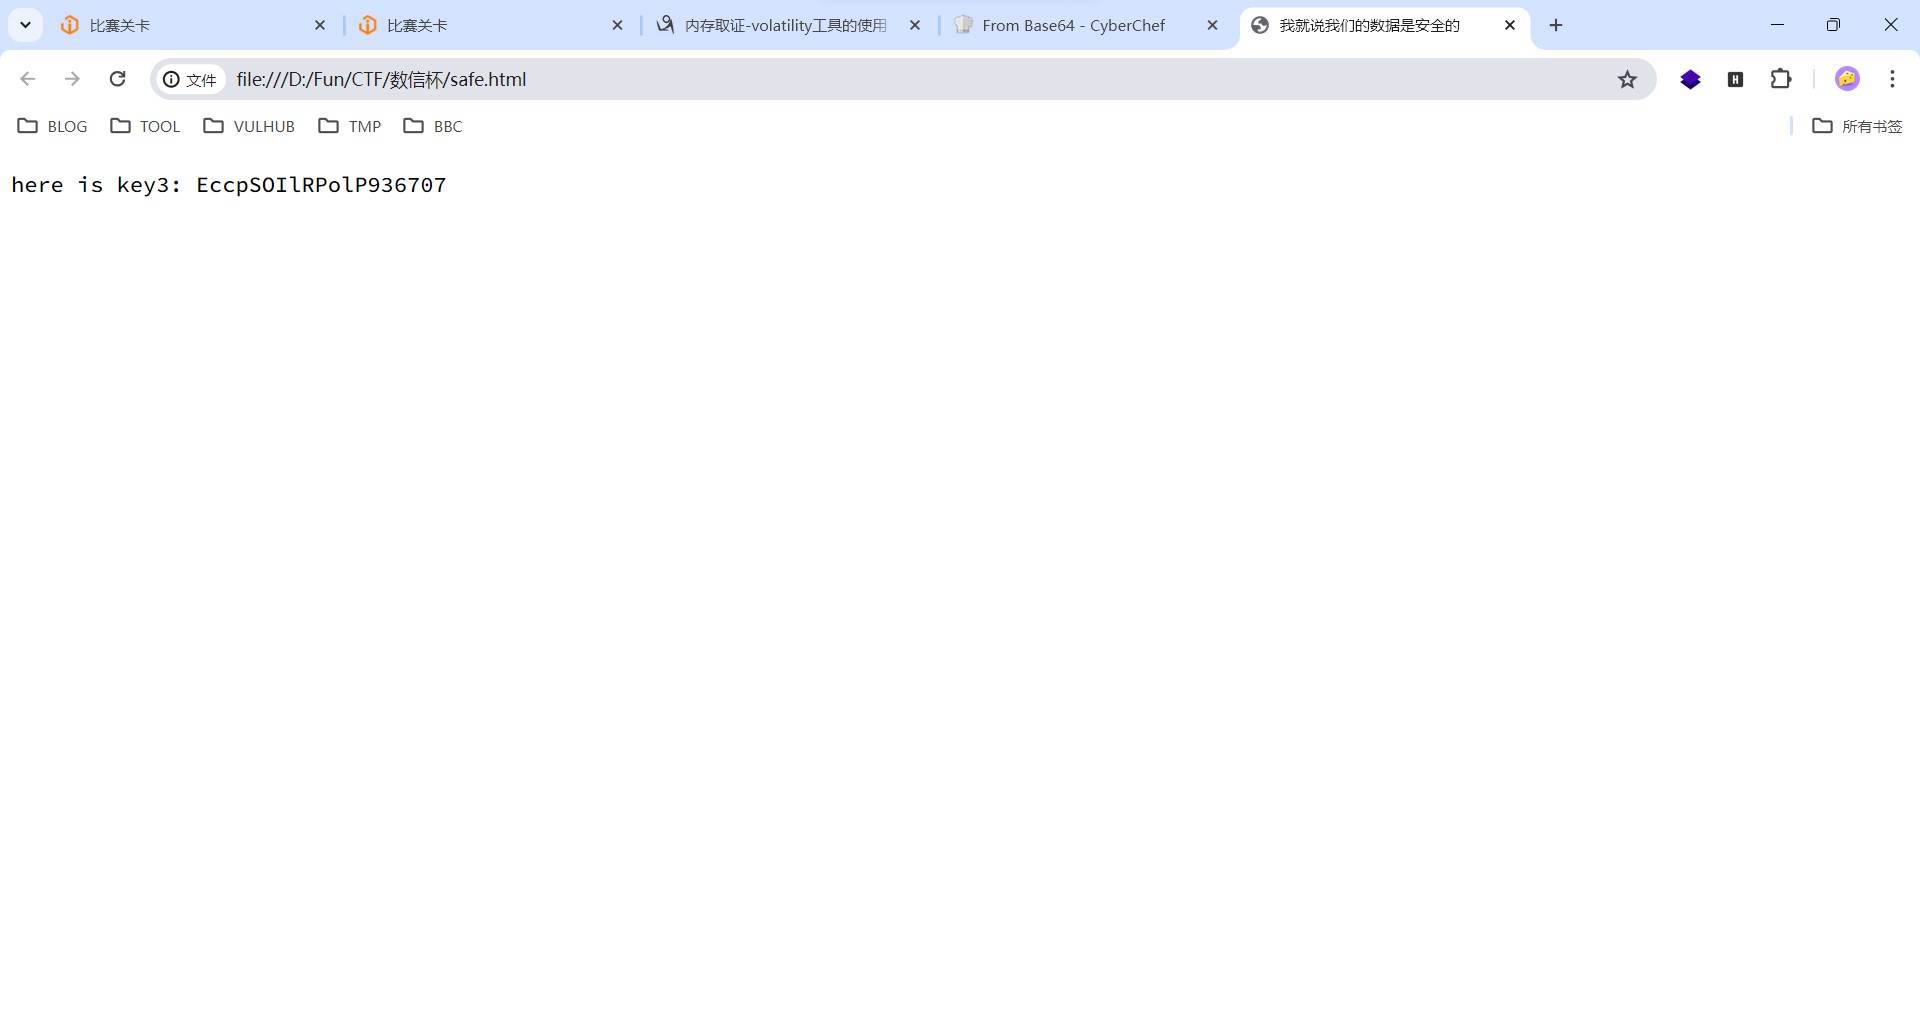 比赛关卡
比赛关卡
内存取证-volatility工具的使用
From Base64 - CyberChef
我就说我们的数据是安全的
文件
file:///D:/Fun/CTF/数信杯/safe.html
BLOG
TOOL
VULHUB
TMP
BBC
所有书签
here is key3: EccpSOIlRPolP936707